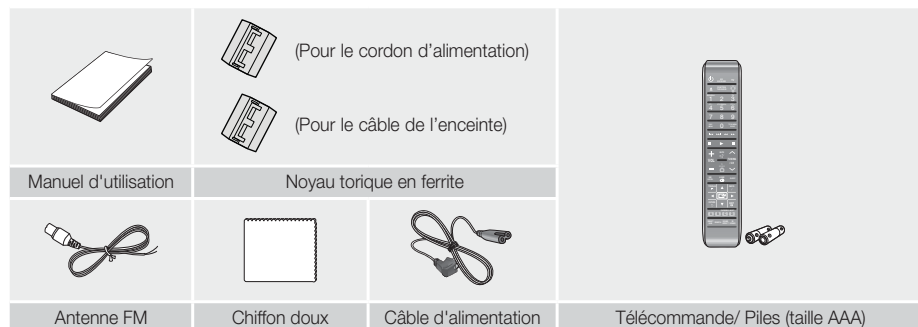 (Pour le cordon d’alimentation)
(Pour le câble de l’enceinte)
Manuel d'utilisation
Noyau torique en ferrite
Antenne FM
Chiffon doux
Câble d'alimentation
Télécommande/ Piles (taille AAA)